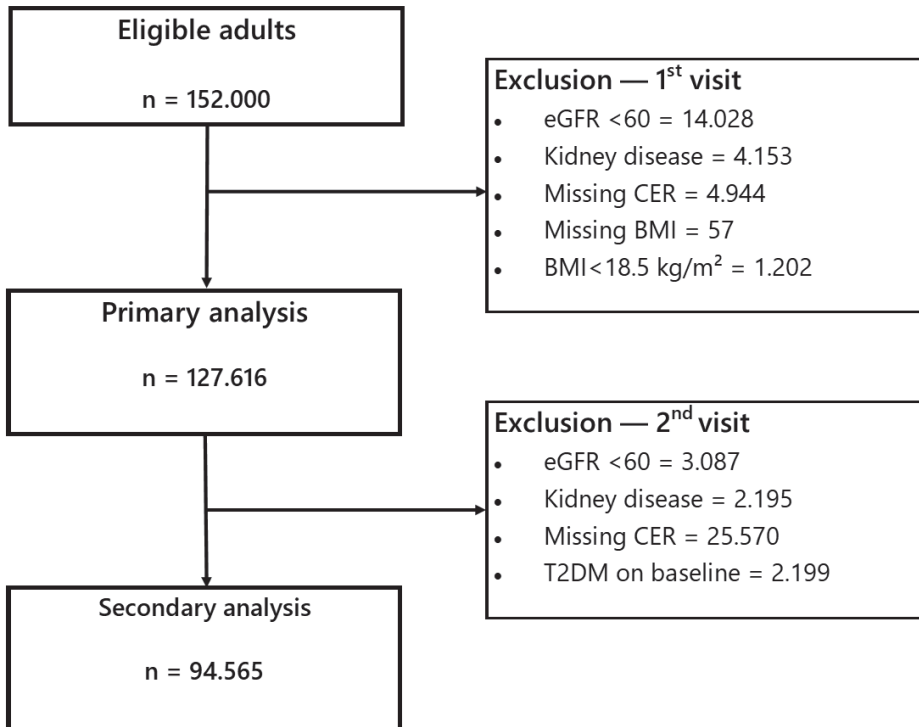 Eligible adults
n = 152.000
Exclusion — 1st visit
• eGFR <60 = 14.028
• Kidney disease = 4.153
• Missing CER = 4.944
• Missing BMI = 57
• BMI<18.5 kg/m² = 1.202
Primary analysis
n = 127.616
Exclusion — 2nd visit
• eGFR <60 = 3.087
• Kidney disease = 2.195
• Missing CER = 25.570
• T2DM on baseline = 2.199
Secondary analysis
n = 94.565